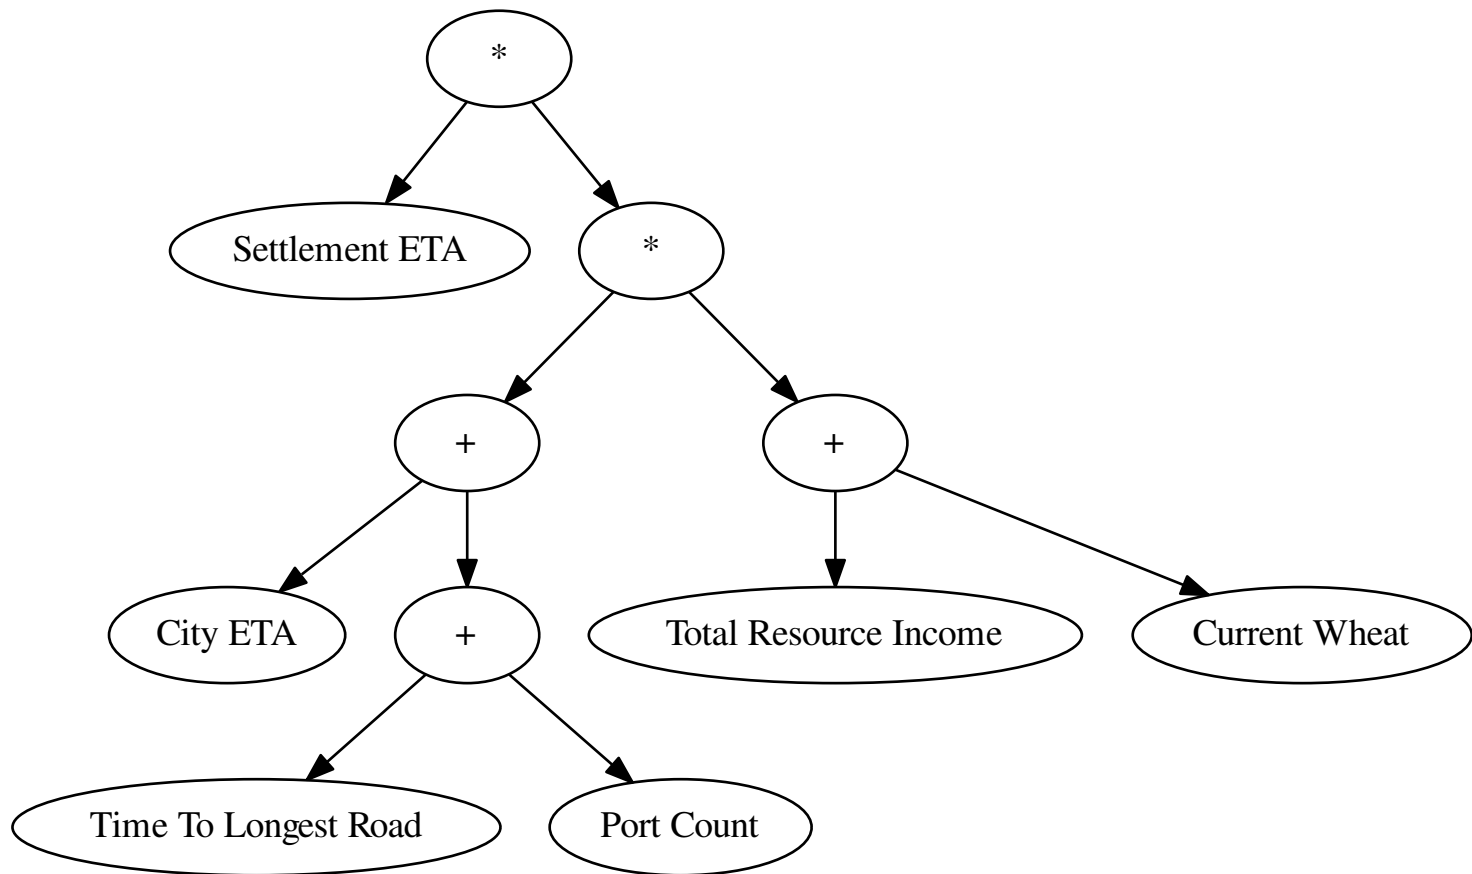 *
Settlement ETA
*
+
+
City ETA
+
Total Resource Income
Current Wheat
Time To Longest Road
Port Count